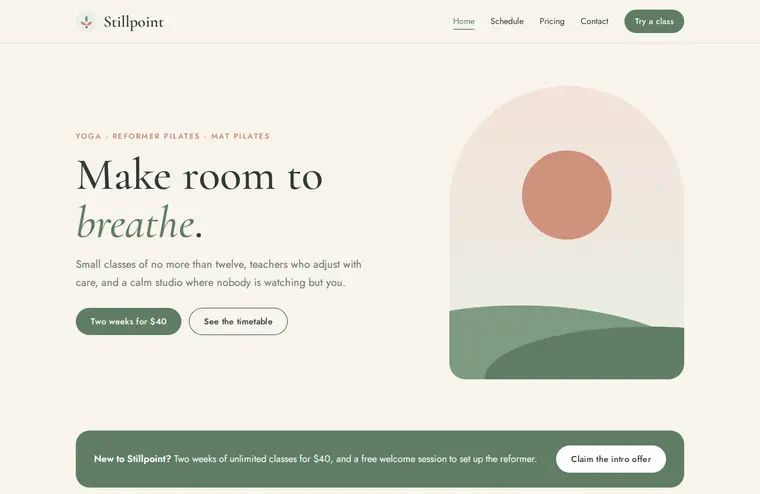 Stillpoint
Home
Schedule
Pricing
Contact
Try a class
YOGA · REFORMER PILATES · MAT PILATES
Make room to
breathe.
Small classes of no more than twelve, teachers who adjust with
care, and a calm studio where nobody is watching but you.
Two weeks for $40
See the timetable
New to Stillpoint? Two weeks of unlimited classes for $40, and a free welcome session to set up the reformer.
Claim the intro offer